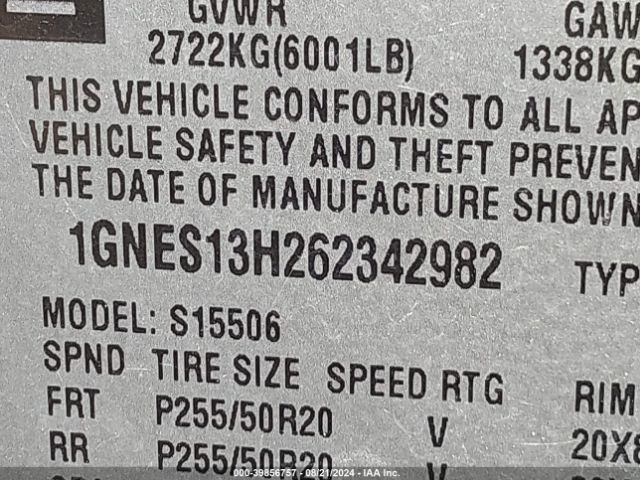 GVWR GAW
2722KG(6001LB) 1338KG
THIS VEHICLE CONFORMS TO ALL AP
VEHICLE SAFETY AND THEFT PREVEN
THE DATE OF MANUFACTURE SHOWN
1GNES13H262342982 TYP
MODEL: S15506
SPND TIRE SIZE SPEED RTG RIM
FRT P255/50R20 V 20X8
RR P255/50R20 V
000-39856757 - 08/21/2024 - IAA Inc.